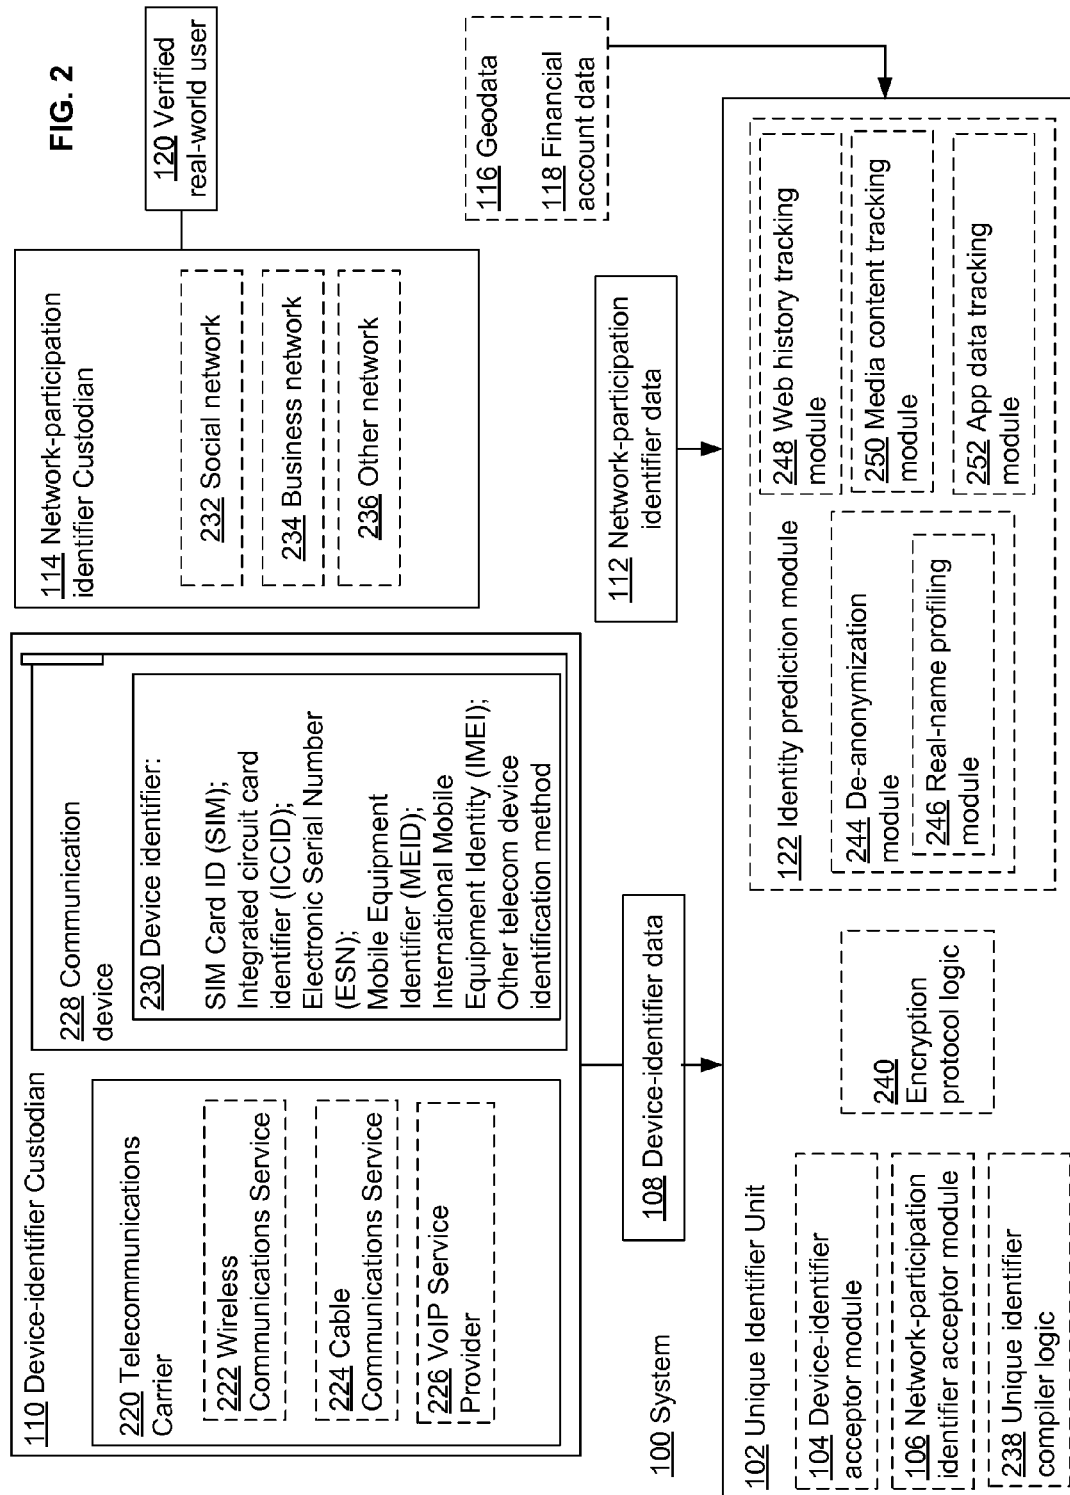 FIG. 2
110 Device-identifier Custodian
220 Telecommunications
Carrier
222 Wireless
Communications Service
224 Cable
Communications Service
226 VoIP Service
Provider
228 Communication
device
230 Device identifier:
SIM Card ID (SIM);
Integrated circuit card
identifier (ICCID);
Electronic Serial Number
(ESN);
Mobile Equipment
Identifier (MEID);
International Mobile
Equipment Identity (IMEI);
Other telecom device
identification method
114 Network-participation
identifier Custodian
232 Social network
234 Business network
236 Other network
120 Verified
real-world user
116 Geodata
118 Financial
account data
100 System
108 Device-identifier data
112 Network-participation
identifier data
102 Unique Identifier Unit
104 Device-identifier
acceptor module
106 Network-participation
identifier acceptor module
238 Unique identifier
compiler logic
240
Encryption
protocol logic
122 Identity prediction module
244 De-anonymization
module
246 Real-name profiling
module
248 Web history tracking
module
250 Media content tracking
module
252 App data tracking
module